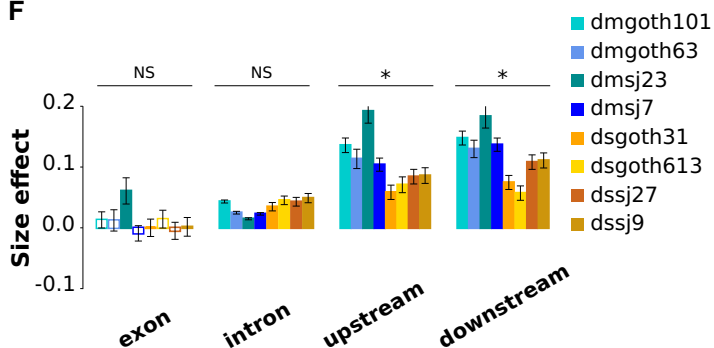 F
dmgoth101
dmgoth63
dmsj23
dmsj7
dsgoth31
dsgoth613
dssj27
dssj9
NS NS * *
Size effect
0.2
0.1
0.0
-0.1
exon intron upstream downstream